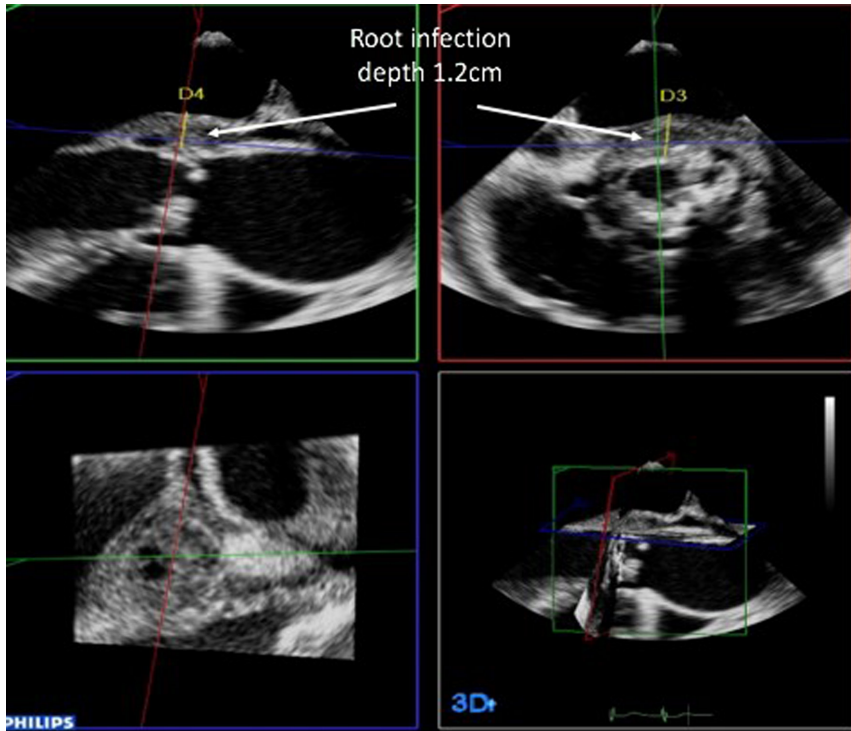 Root infection
depth 1.2cm
D4
D3
PHILIPS
3D